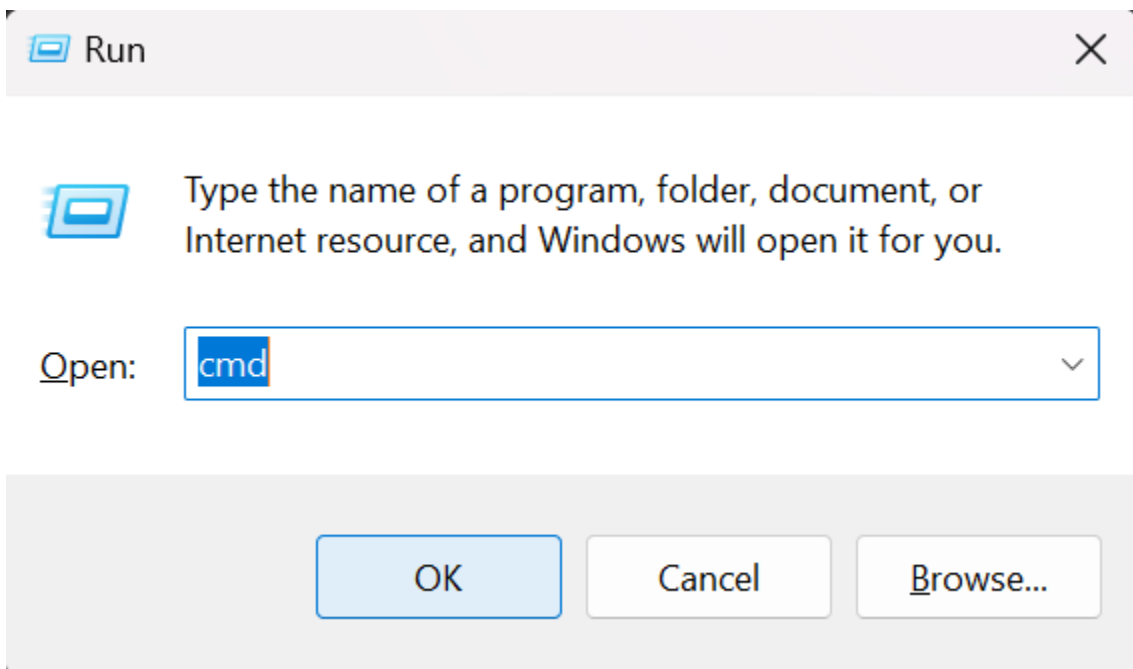 Run
Type the name of a program, folder, document, or
Internet resource, and Windows will open it for you.
Open: cmd
OK Cancel Browse...